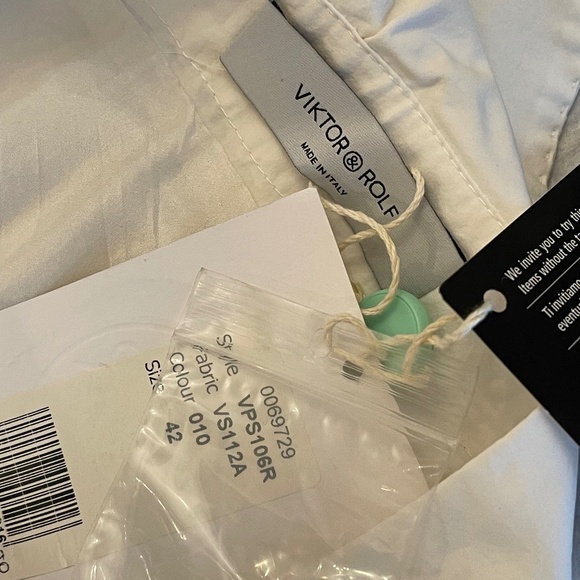 VIKTOR & ROLF
MADE IN ITALY
We invite you to try this
Items without the
Ti invitiamo
0069729
Style VPS106R
Fabric VS112A
Colour 010
Size 42